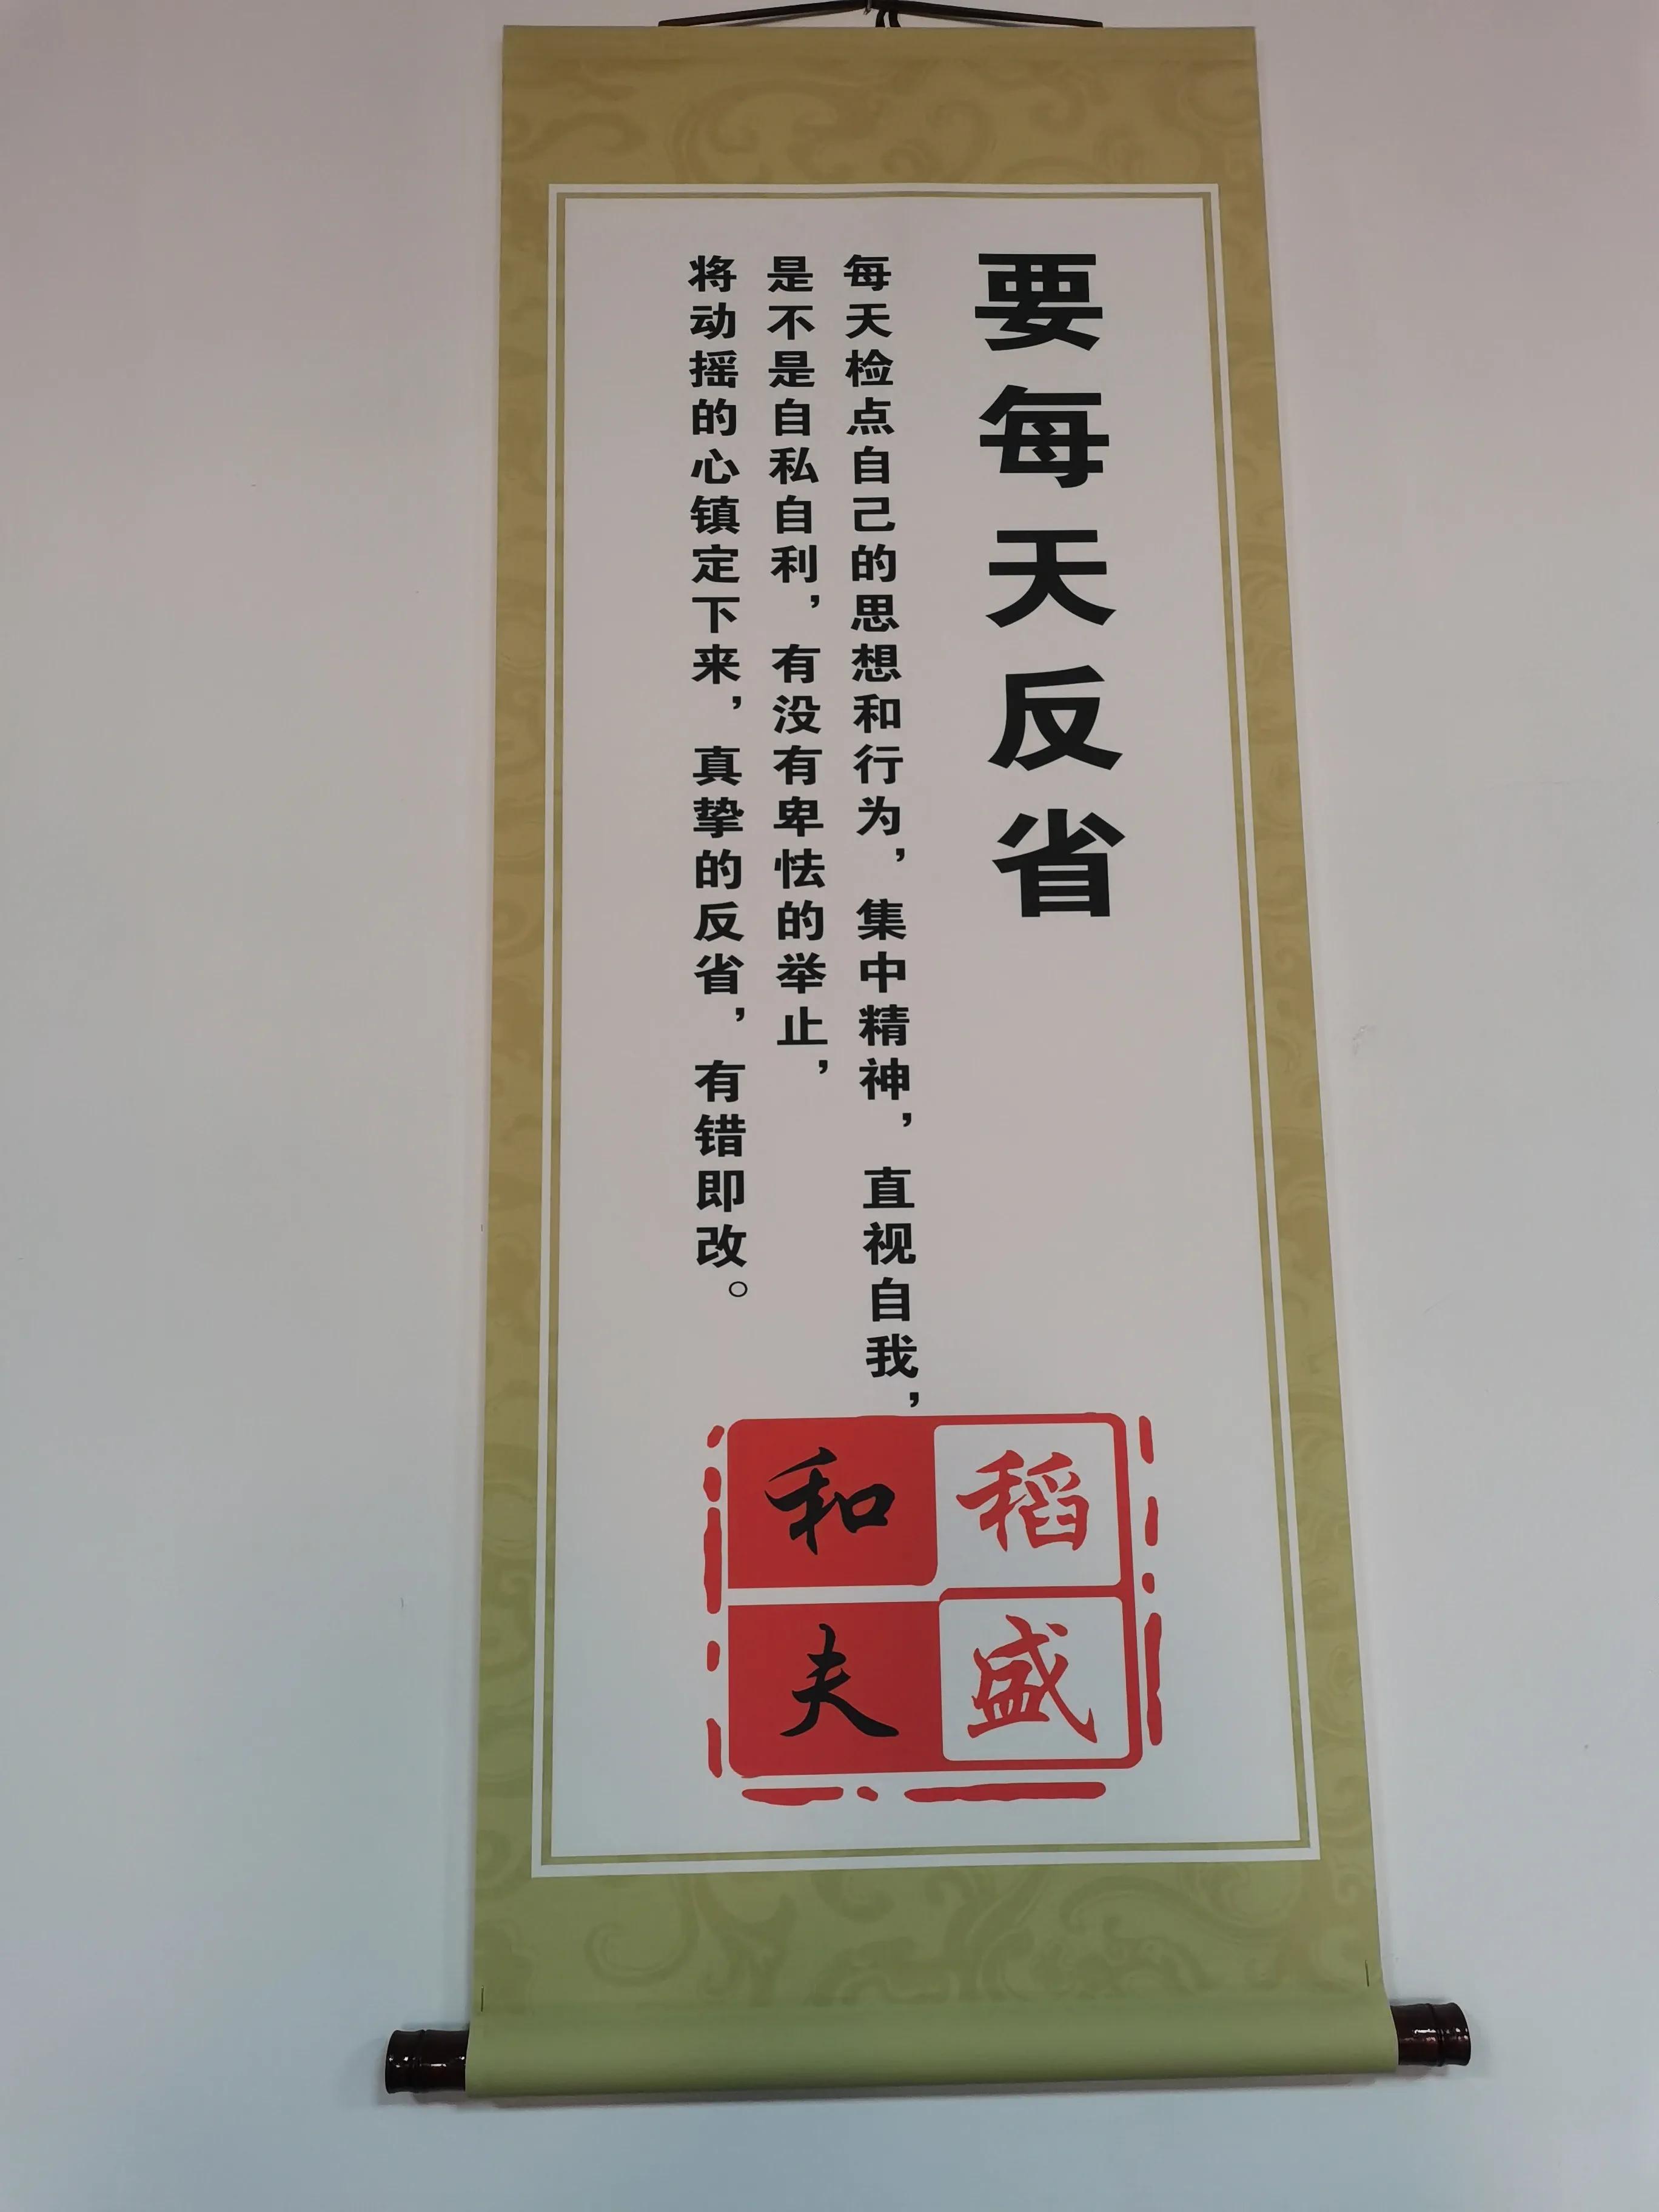 要每天反省
每天检点自己的思想和行为，集中精神，直视自我，
是不是自私自利，有没有卑怯的举止，
将动摇的心镇定下来，真挚的反省，有错即改。
稻盛
和夫